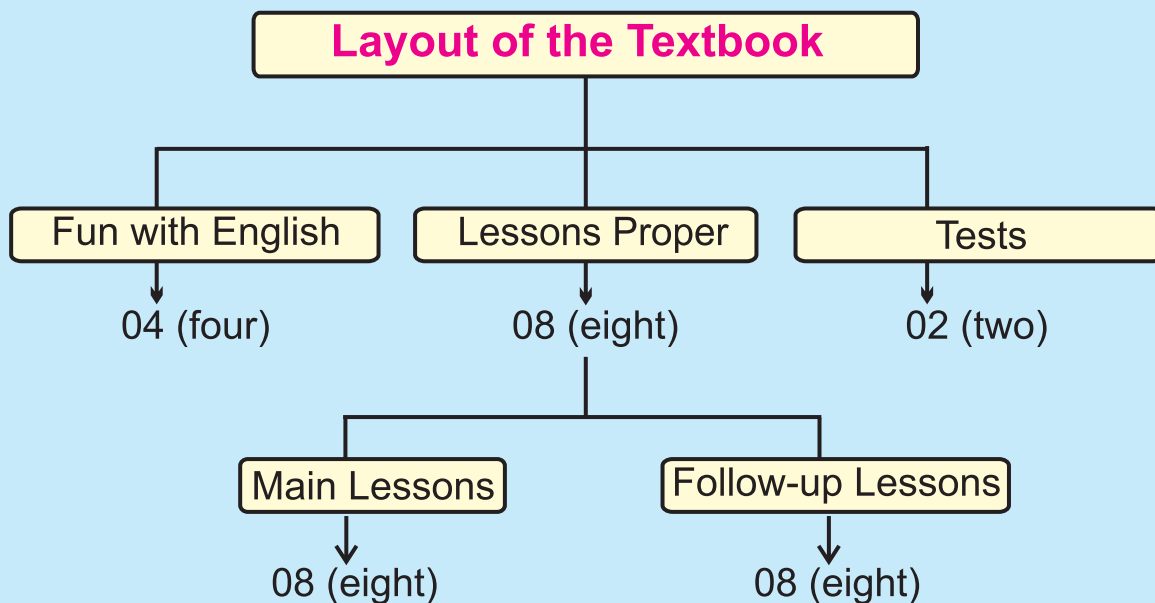 Layout of the Textbook
Fun with English
Lessons Proper
Tests
04 (four)
08 (eight)
02 (two)
Main Lessons
Follow-up Lessons
08 (eight)
08 (eight)